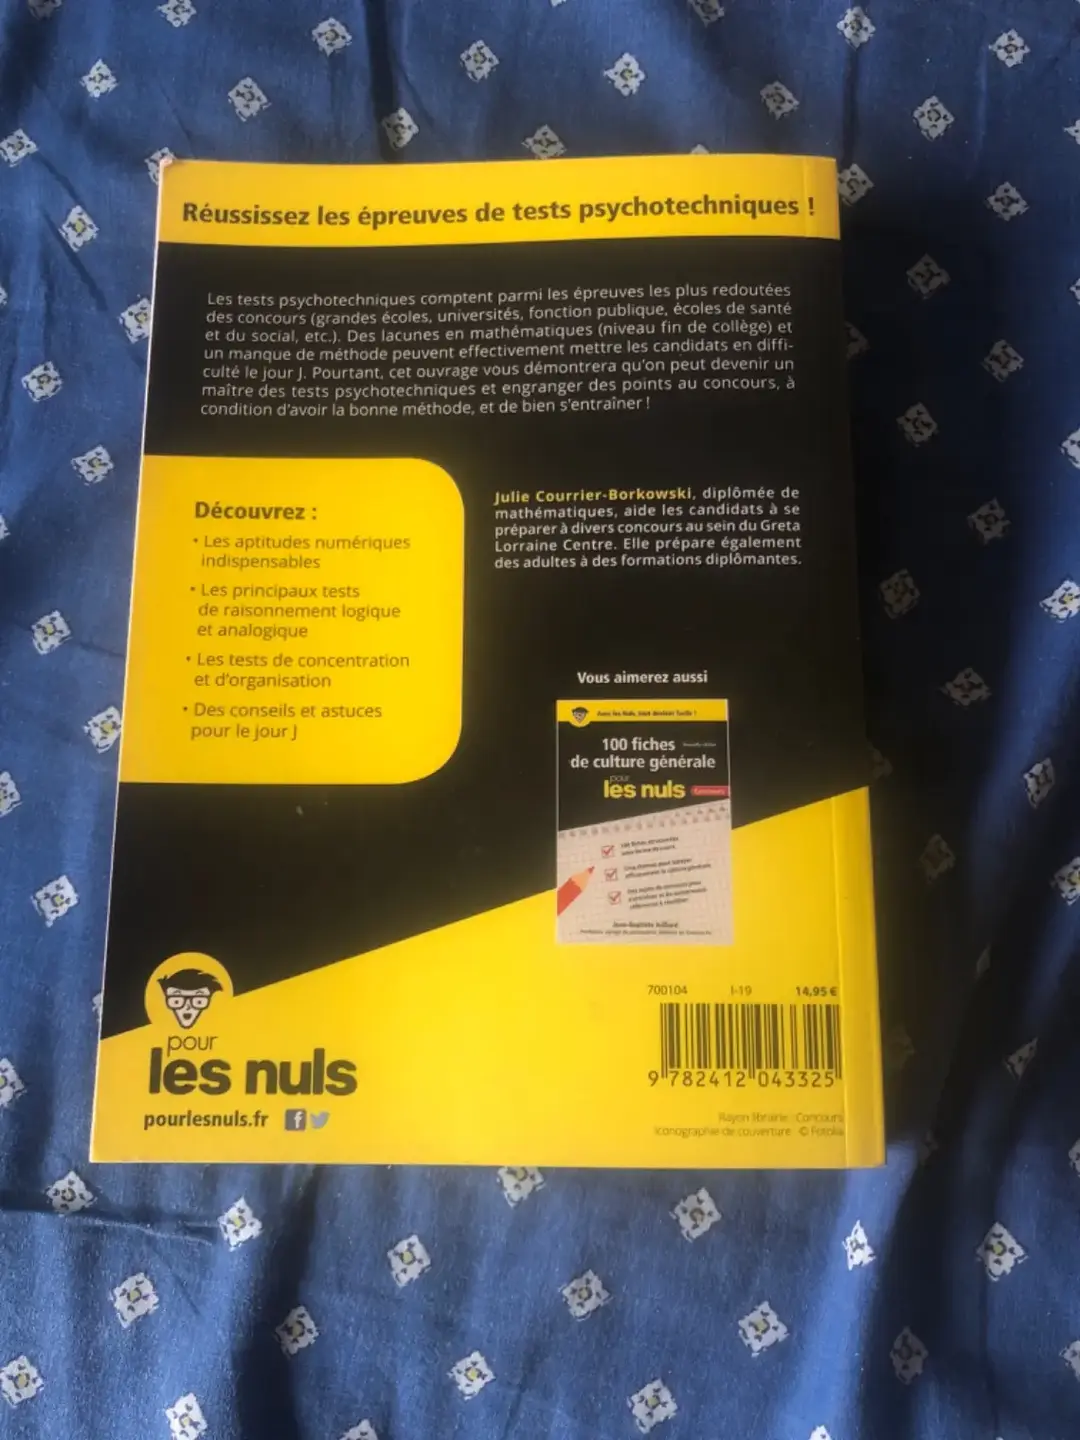 Réussissez les épreuves de tests psychotechniques !
Les tests psychotechniques comptent parmi les épreuves les plus redoutées
des concours (grandes écoles, universités, fonction publique, écoles de santé
et du social, etc.). Des lacunes en mathématiques (niveau fin de collège) et
un manque de méthode peuvent effectivement mettre les candidats en diffi-
culté le jour J. Pourtant, cet ouvrage vous démontrera qu'on peut devenir un
maître des tests psychotechniques et engranger des points au concours, à
condition d'avoir la bonne méthode, et de bien s'entraîner !
Découvrez :
• Les aptitudes numériques
indispensables
• Les principaux tests
de raisonnement logique
et analogique
• Les tests de concentration
et d'organisation
• Des conseils et astuces
pour le jour J
Julie Courrier-Borkowski, diplômée de
mathématiques, aide les candidats à se
préparer à divers concours au sein du Greta
Lorraine Centre. Elle prépare également
des adultes à des formations diplômantes.
Vous aimerez aussi
Avec les Nuls, tout devient facile !
100 fiches
de culture générale
pour
les nuls
Concours
pour
les nuls
pourlesnuls.fr
700104 I-19 14,95 €
9 782412 043325
Rayon librairie : Concours
Iconographie de couverture : © Fotolia